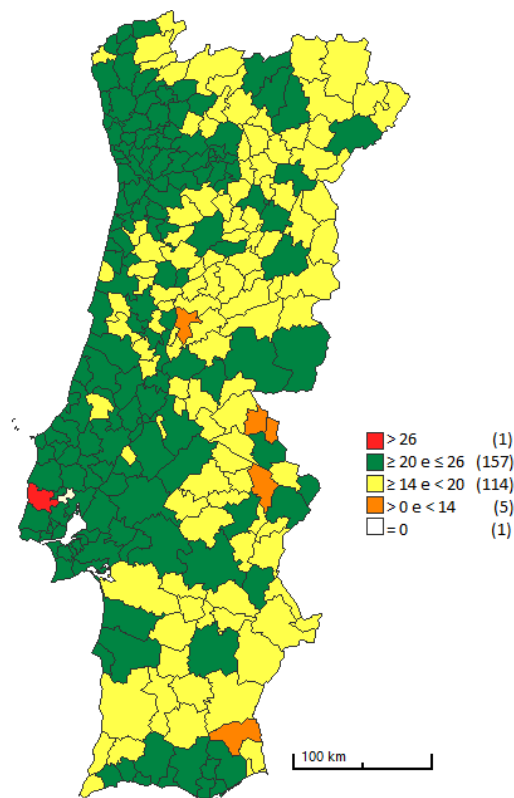 > 26 (1)
≥ 20 e ≤ 26 (157)
≥ 14 e < 20 (114)
> 0 e < 14 (5)
= 0 (1)
100 km